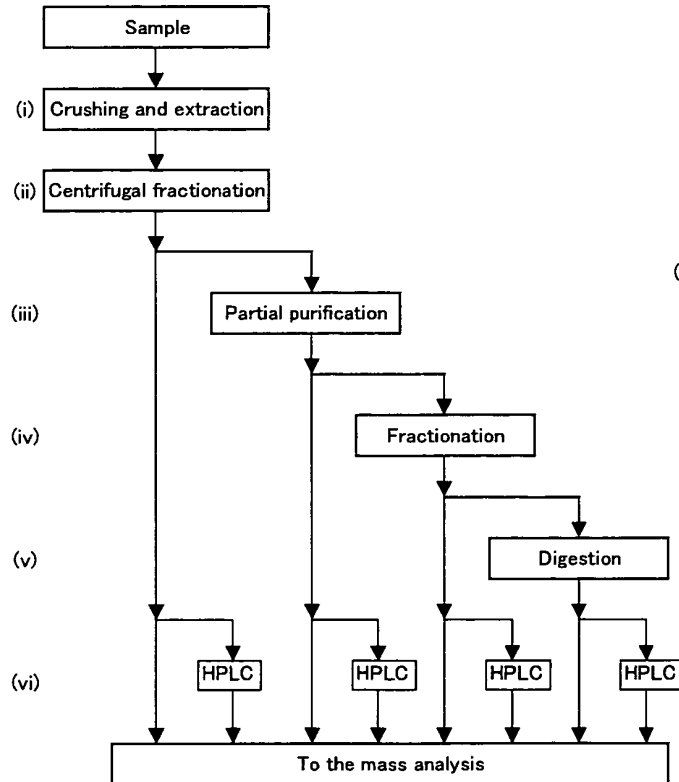 Sample
(i) Crushing and extraction
(ii) Centrifugal fractionation
(
(iii) Partial purification
(iv) Fractionation
(v) Digestion
(vi) HPLC HPLC HPLC HPLC
To the mass analysis